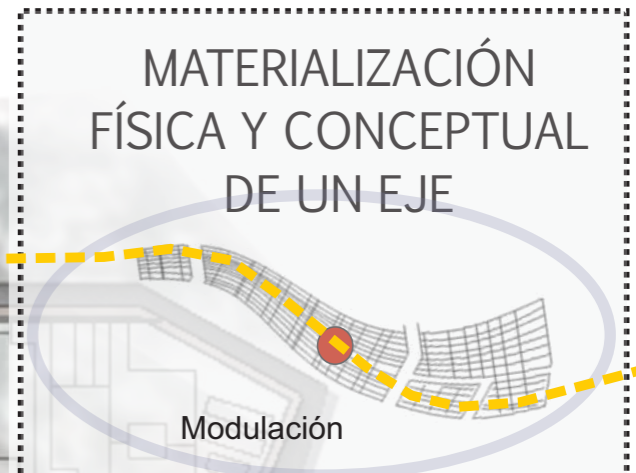 MATERIALIZACIÓN
FÍSICA Y CONCEPTUAL
DE UN EJE
Modulación